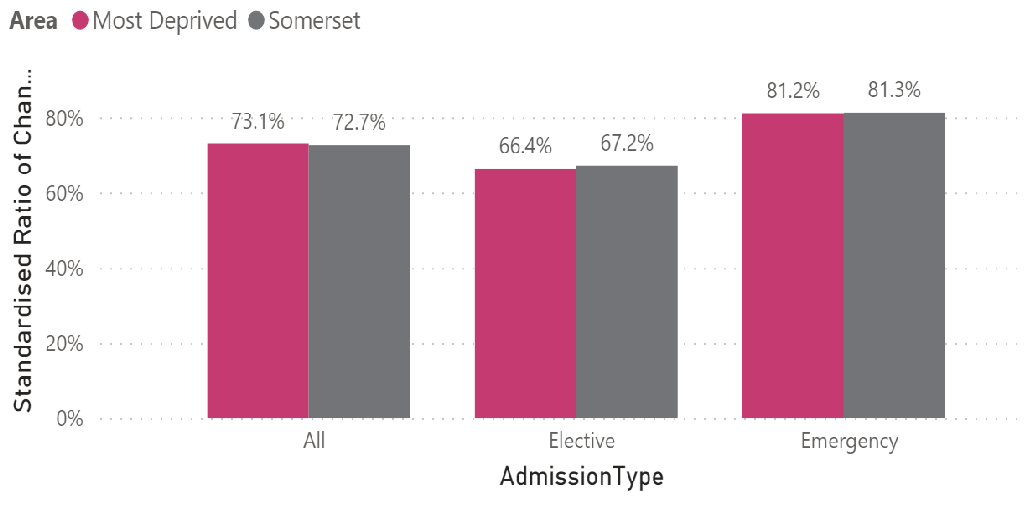 Area Most Deprived Somerset
Standardised Ratio of Chan...
80%
60%
40%
20%
0%
73.1%
72.7%
66.4%
67.2%
81.2%
81.3%
All
Elective
Emergency
AdmissionType